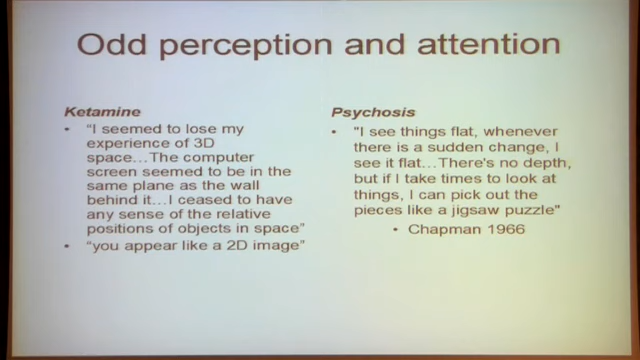 Odd perception and attention
Ketamine
• "I seemed to lose my
experience of 3D
space...The computer
screen seemed to be in the
same plane as the wall
behind it...I ceased to have
any sense of the relative
positions of objects in space"
• "you appear like a 2D image"
Psychosis
• "I see things flat, whenever
there is a sudden change, I
see it flat...There's no depth,
but if I take times to look at
things, I can pick out the
pieces like a jigsaw puzzle"
• Chapman 1966